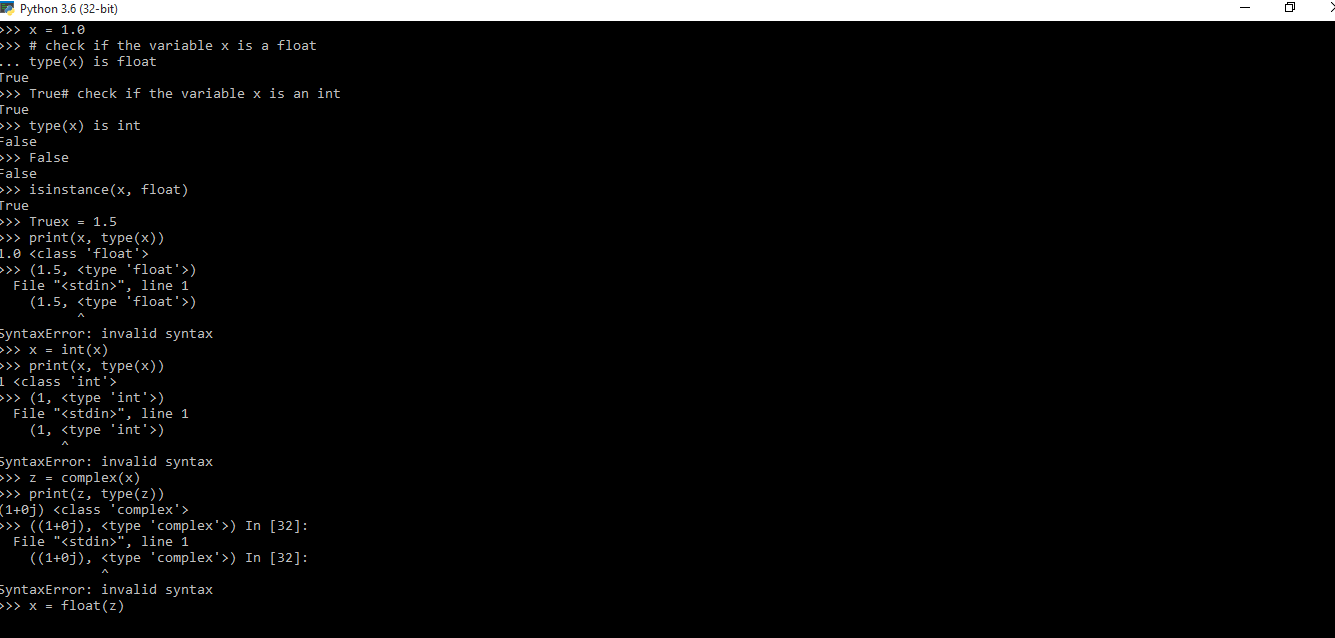 Python 3.6 (32-bit)
>>> x = 1.0
>>> # check if the variable x is a float
... type(x) is float
True
>>> True# check if the variable x is an int
True
>>> type(x) is int
False
>>> False
False
>>> isinstance(x, float)
True
>>> Truex = 1.5
>>> print(x, type(x))
1.0 <class 'float'>
>>> (1.5, <type 'float'>)
  File "<stdin>", line 1
    (1.5, <type 'float'>)
          ^
SyntaxError: invalid syntax
>>> x = int(x)
>>> print(x, type(x))
1 <class 'int'>
>>> (1, <type 'int'>)
  File "<stdin>", line 1
    (1, <type 'int'>)
        ^
SyntaxError: invalid syntax
>>> z = complex(x)
>>> print(z, type(z))
(1+0j) <class 'complex'>
>>> ((1+0j), <type 'complex'>) In [32]:
  File "<stdin>", line 1
    ((1+0j), <type 'complex'>) In [32]:
             ^
SyntaxError: invalid syntax
>>> x = float(z)